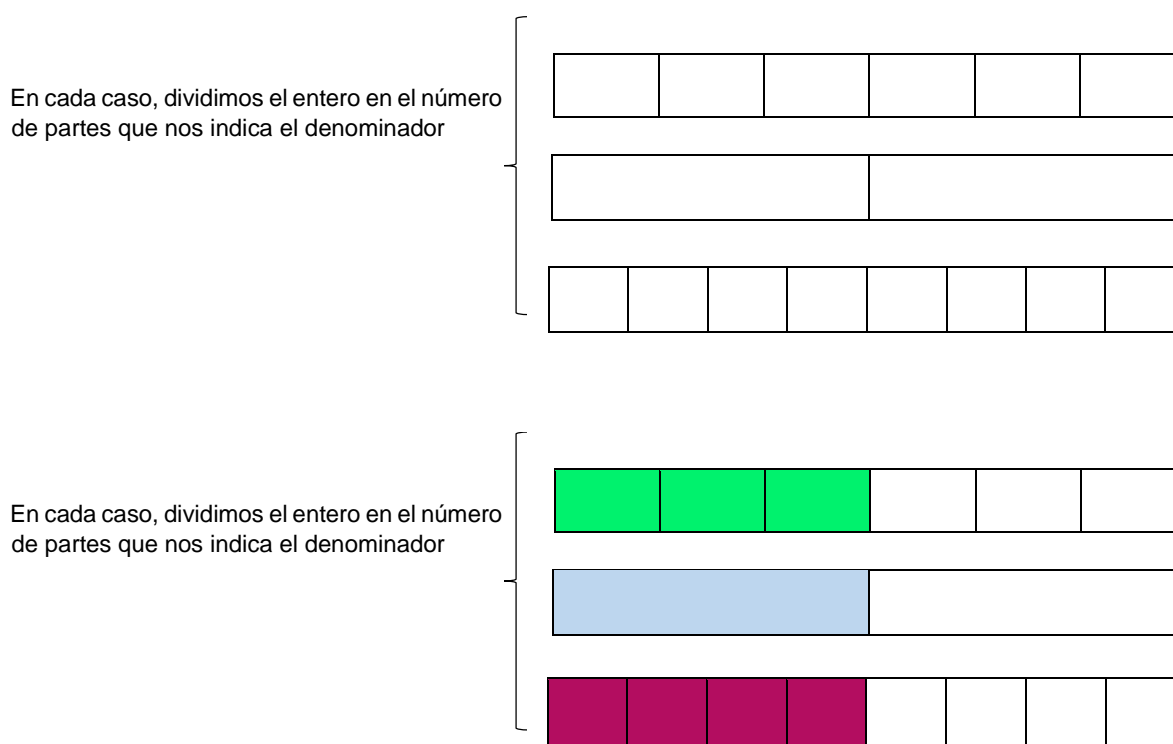 En cada caso, dividimos el entero en el número
de partes que nos indica el denominador
En cada caso, dividimos el entero en el número
de partes que nos indica el denominador